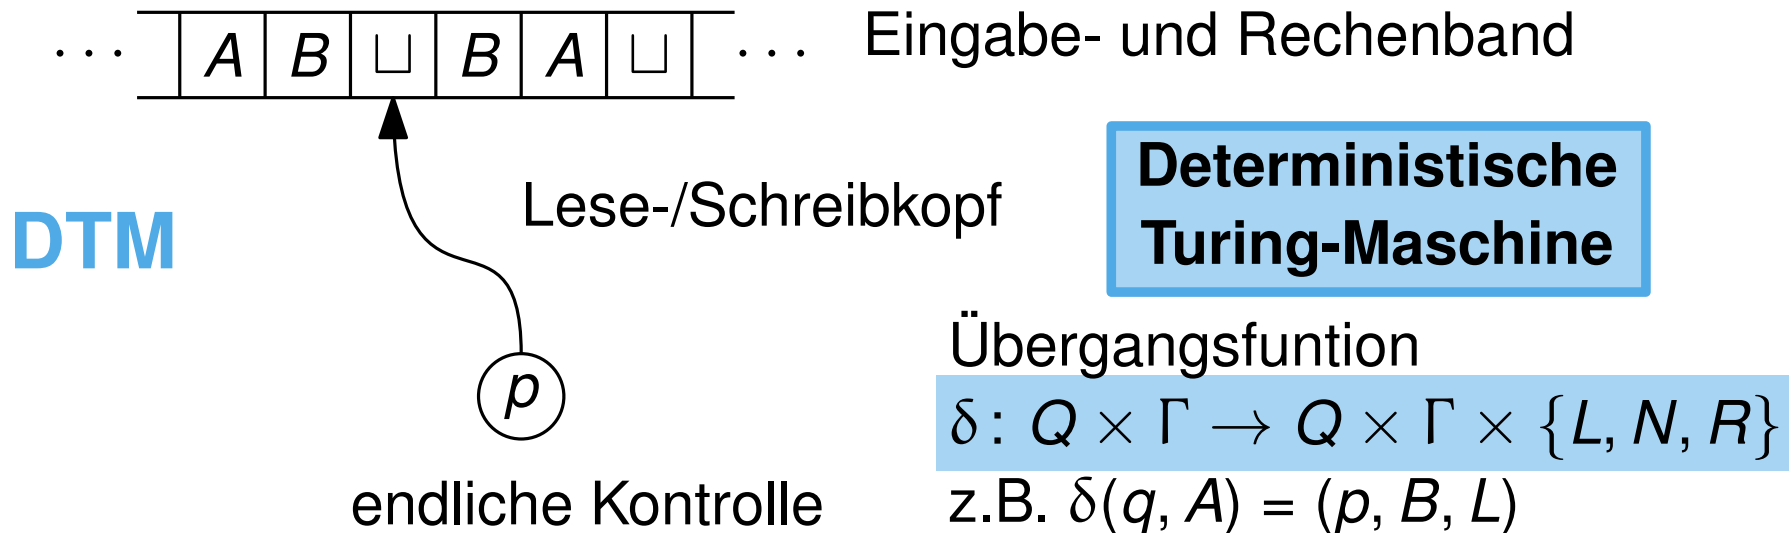 ··· A B ⊔ B A ⊔ ··· Eingabe- und Rechenband
Lese-/Schreibkopf
DTM
Deterministische
Turing-Maschine
p
endliche Kontrolle
Übergangsfuntion
δ: Q × Γ → Q × Γ × {L, N, R}
z.B. δ(q, A) = (p, B, L)